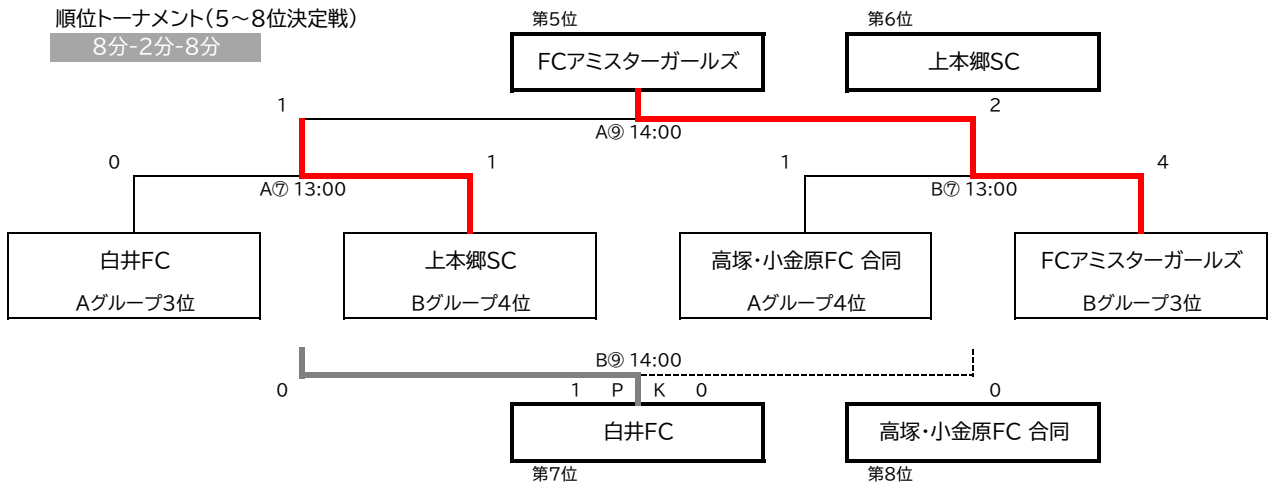 順位トーナメント(5～8位決定戦)
8分-2分-8分
第5位
第6位
FCアミスターガールズ
上本郷SC
1
2
A⑨ 14:00
0
1
1
4
A⑦ 13:00
B⑦ 13:00
白井FC
上本郷SC
高塚・小金原FC 合同
FCアミスターガールズ
Aグループ3位
Bグループ4位
Aグループ4位
Bグループ3位
B⑨ 14:00
0
1 P K 0
0
白井FC
高塚・小金原FC 合同
第7位
第8位